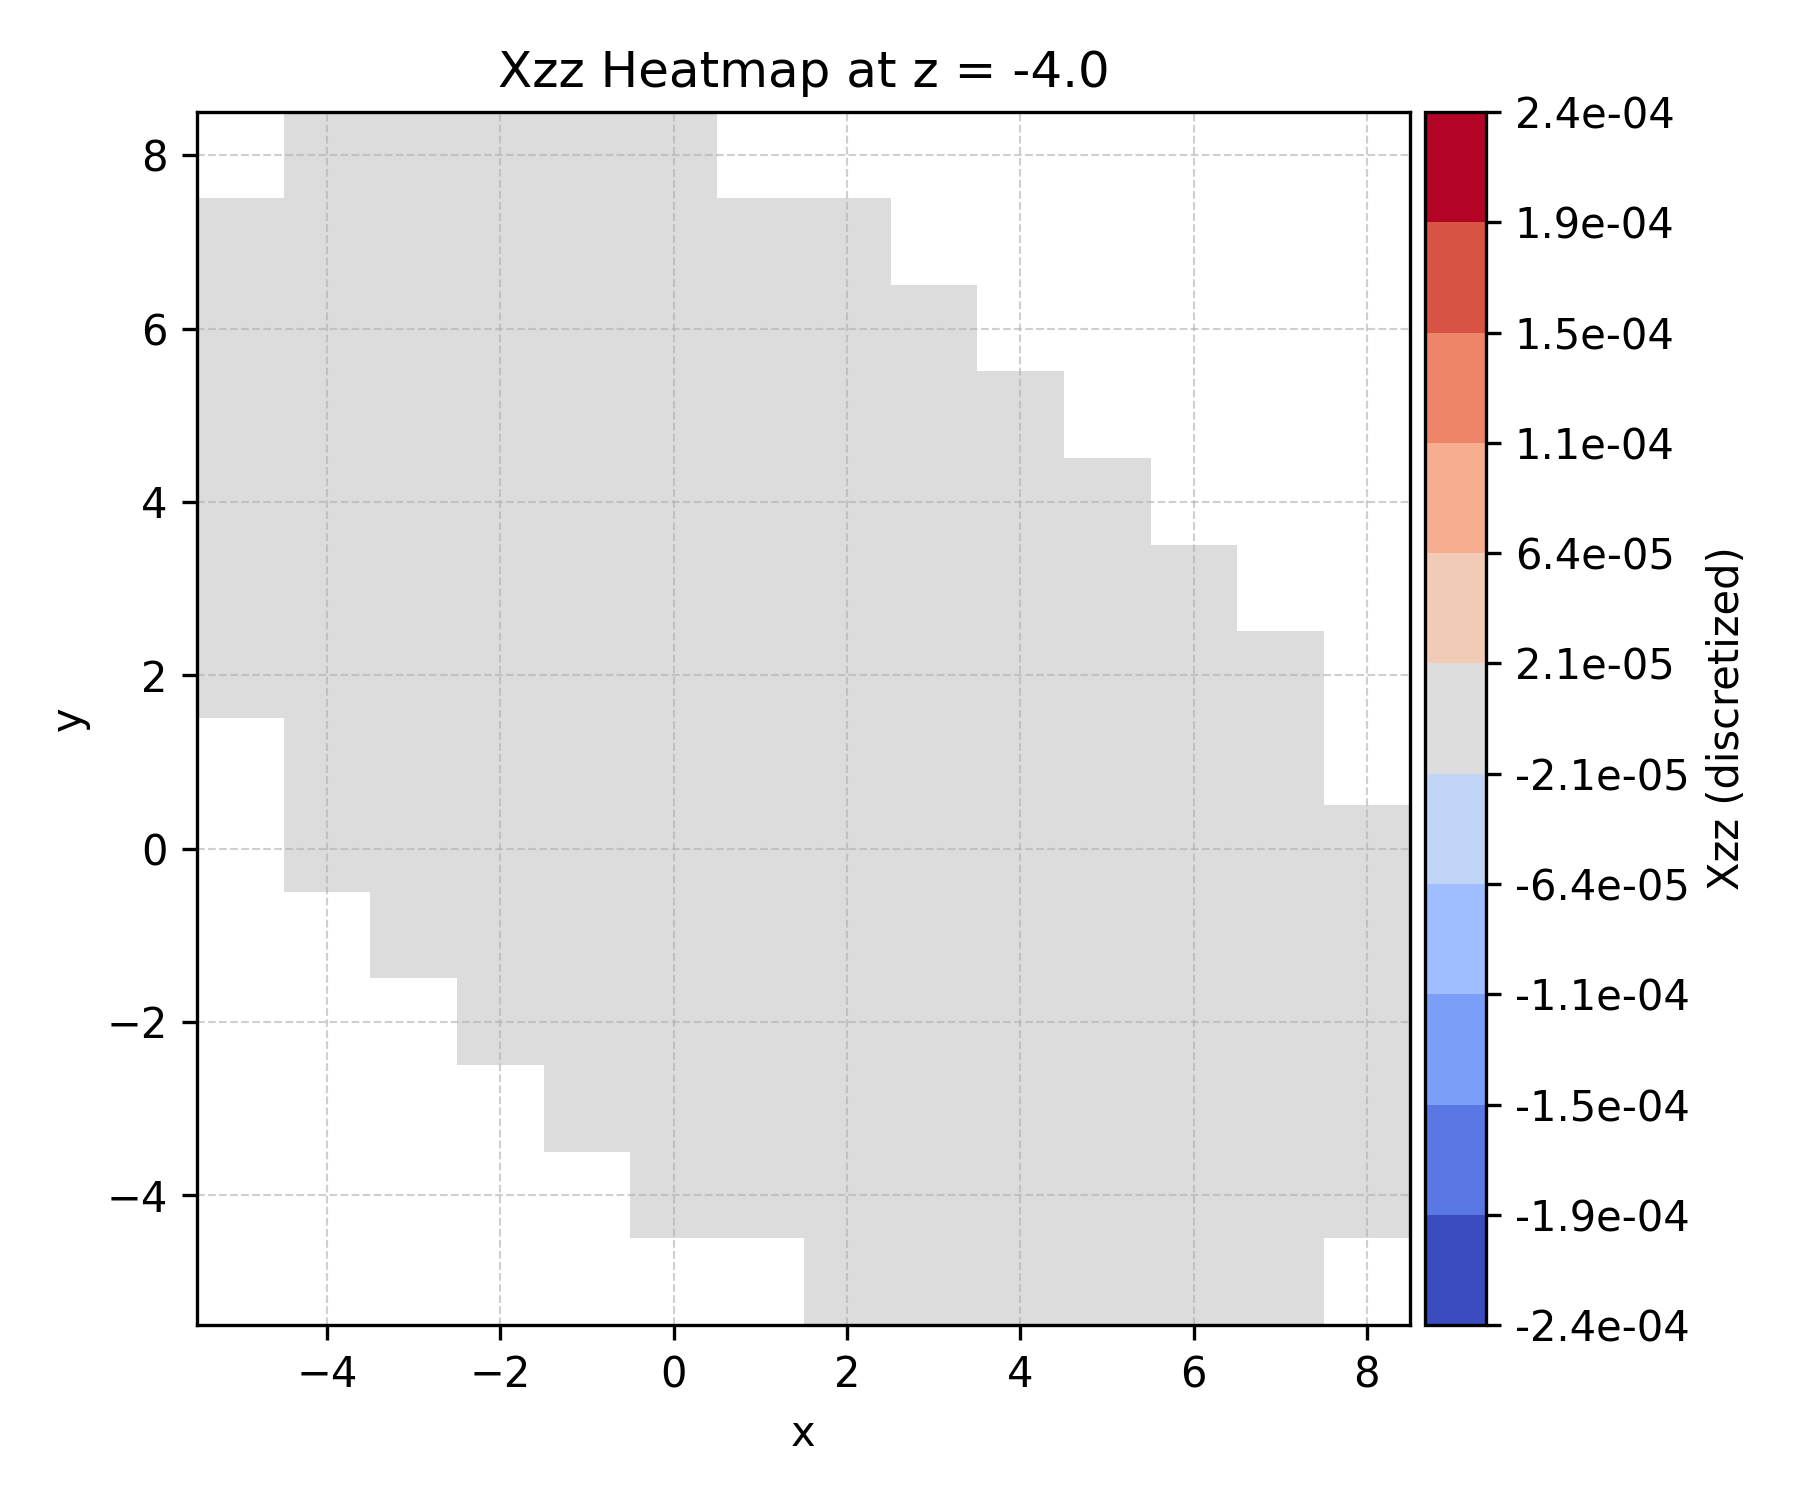 Xzz Heatmap at z = -4.0
8
6
4
2
0
−2
−4
y
−4
−2
0
2
4
6
8
x
2.4e-04
1.9e-04
1.5e-04
1.1e-04
6.4e-05
2.1e-05
-2.1e-05
-6.4e-05
-1.1e-04
-1.5e-04
-1.9e-04
-2.4e-04
Xzz (discretized)